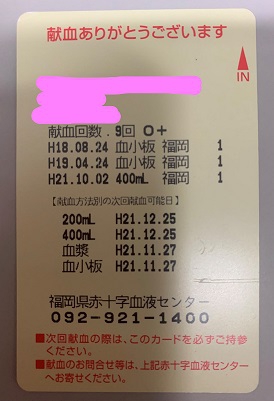 献血ありがとうございます
IN
献血回数. 9回 O+
H18.08.24 血小板 福岡 1
H19.04.24 血小板 福岡 1
H21.10.02 400mL 福岡 1
【献血方法別の次回献血可能日】
200mL H21.12.25
400mL H21.12.25
血漿 H21.11.27
血小板 H21.11.27
福岡県赤十字血液センター
092-921-1400
■次回献血の際は、このカードを必ずご持参
ください。
■献血のお問合せ等は、上記赤十字血液センター
へお寄せください。